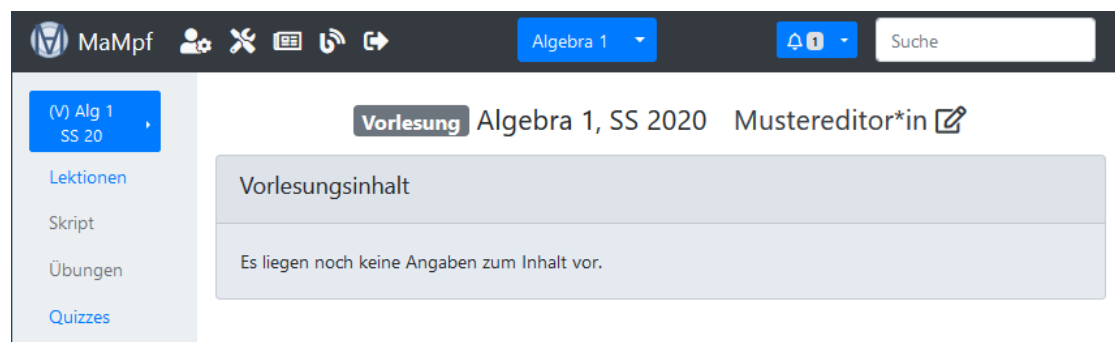 MaMpf Algebra 1 1 Suche
(V) Alg 1
SS 20
Vorlesung Algebra 1, SS 2020 Mustereditor*in
Lektionen
Vorlesungsinhalt
Skript
Übungen
Es liegen noch keine Angaben zum Inhalt vor.
Quizzes